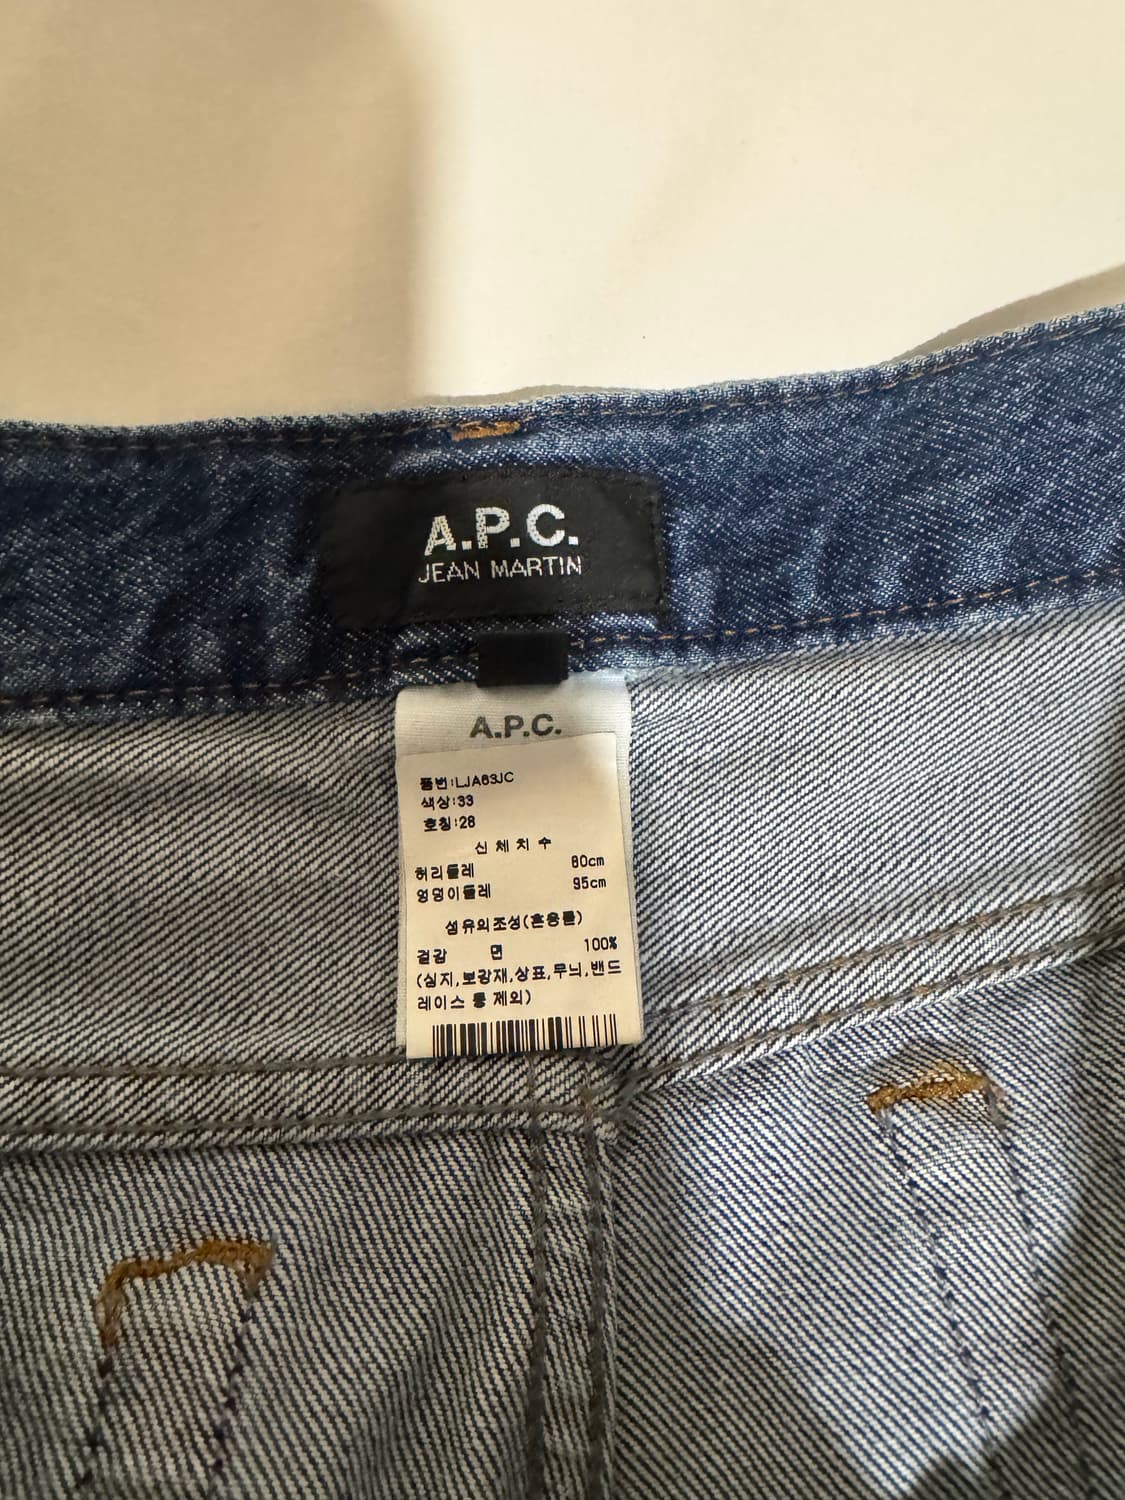 A.P.C.
JEAN MARTIN
A.P.C.
품번:LJA63JC
색상:33
호칭:28
신 체 치 수
허리둘레 80cm
엉덩이둘레 95cm
섬유의조성(혼용률)
겉감 면 100%
(심지,보강재,상표,무늬,밴드
레이스 등 제외)